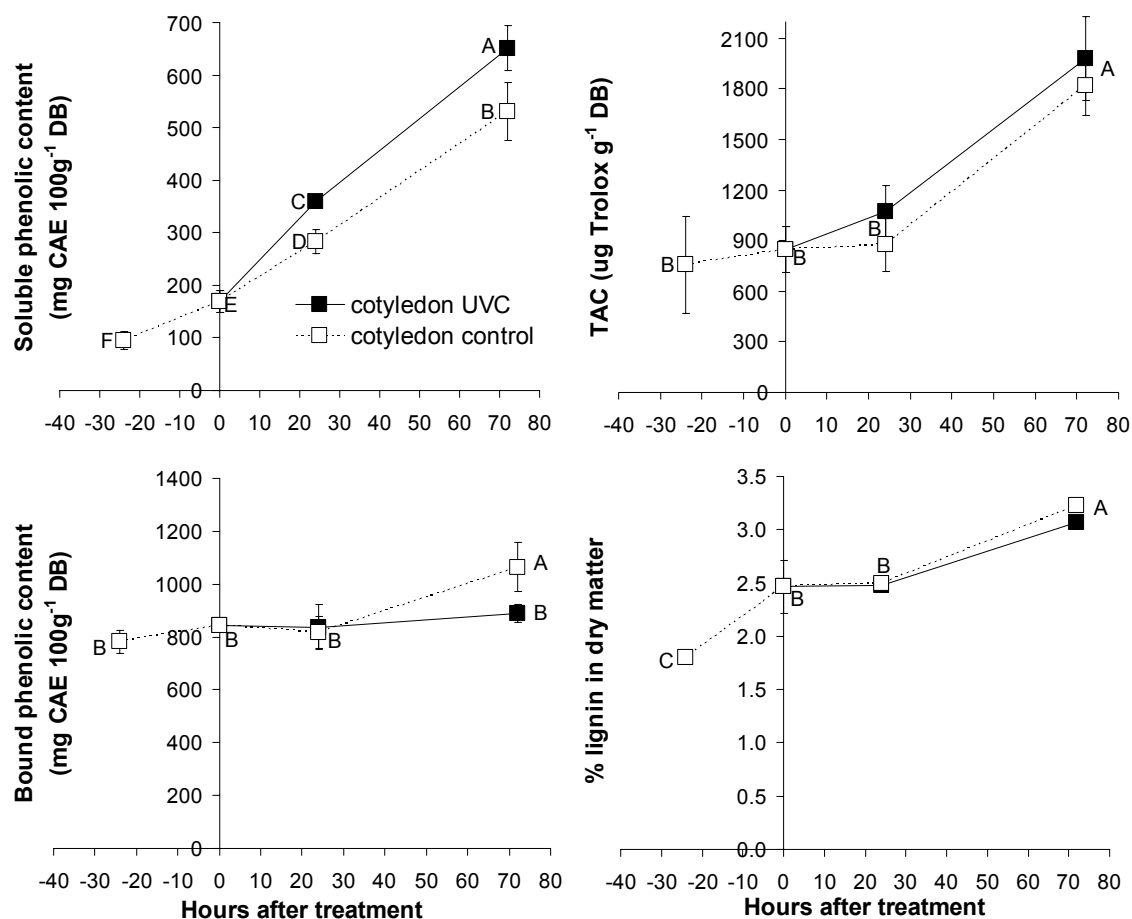 Soluble phenolic content
(mg CAE 100g⁻¹ DB)
700
600
500
400
300
200
100
0
A
B
C
D
E
F
cotyledon UVC
cotyledon control
-40 -30 -20 -10 0 10 20 30 40 50 60 70 80
TAC (ug Trolox g⁻¹ DB)
2100
1800
1500
1200
900
600
300
0
A
B
B
B
-40 -30 -20 -10 0 10 20 30 40 50 60 70 80
Bound phenolic content
(mg CAE 100g⁻¹ DB)
1400
1200
1000
800
600
400
200
0
A
B
B
B
B
-40 -30 -20 -10 0 10 20 30 40 50 60 70 80
Hours after treatment
% lignin in dry matter
3.5
3.0
2.5
2.0
1.5
1.0
0.5
0.0
A
B
B
C
-40 -30 -20 -10 0 10 20 30 40 50 60 70 80
Hours after treatment